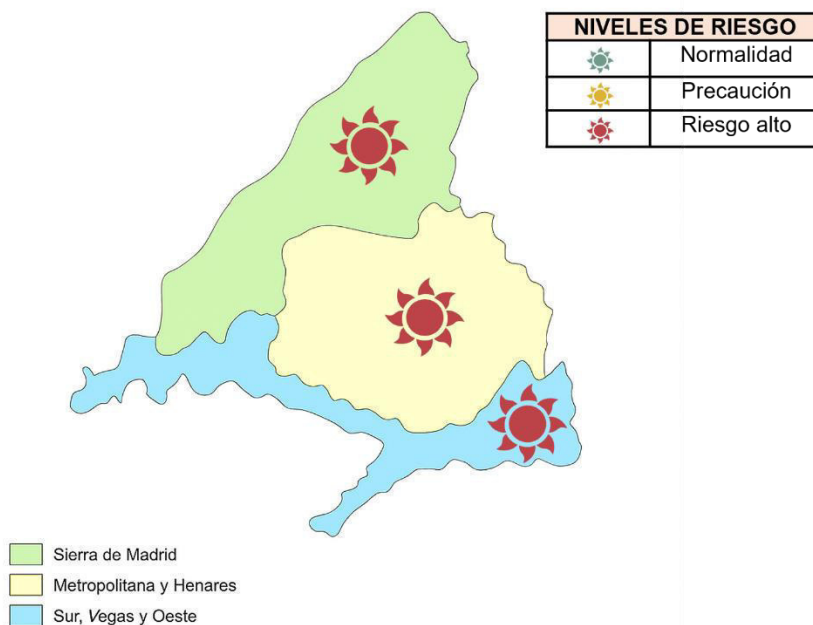 NIVELES DE RIESGO
Normalidad
Precaución
Riesgo alto
Sierra de Madrid
Metropolitana y Henares
Sur, Vegas y Oeste